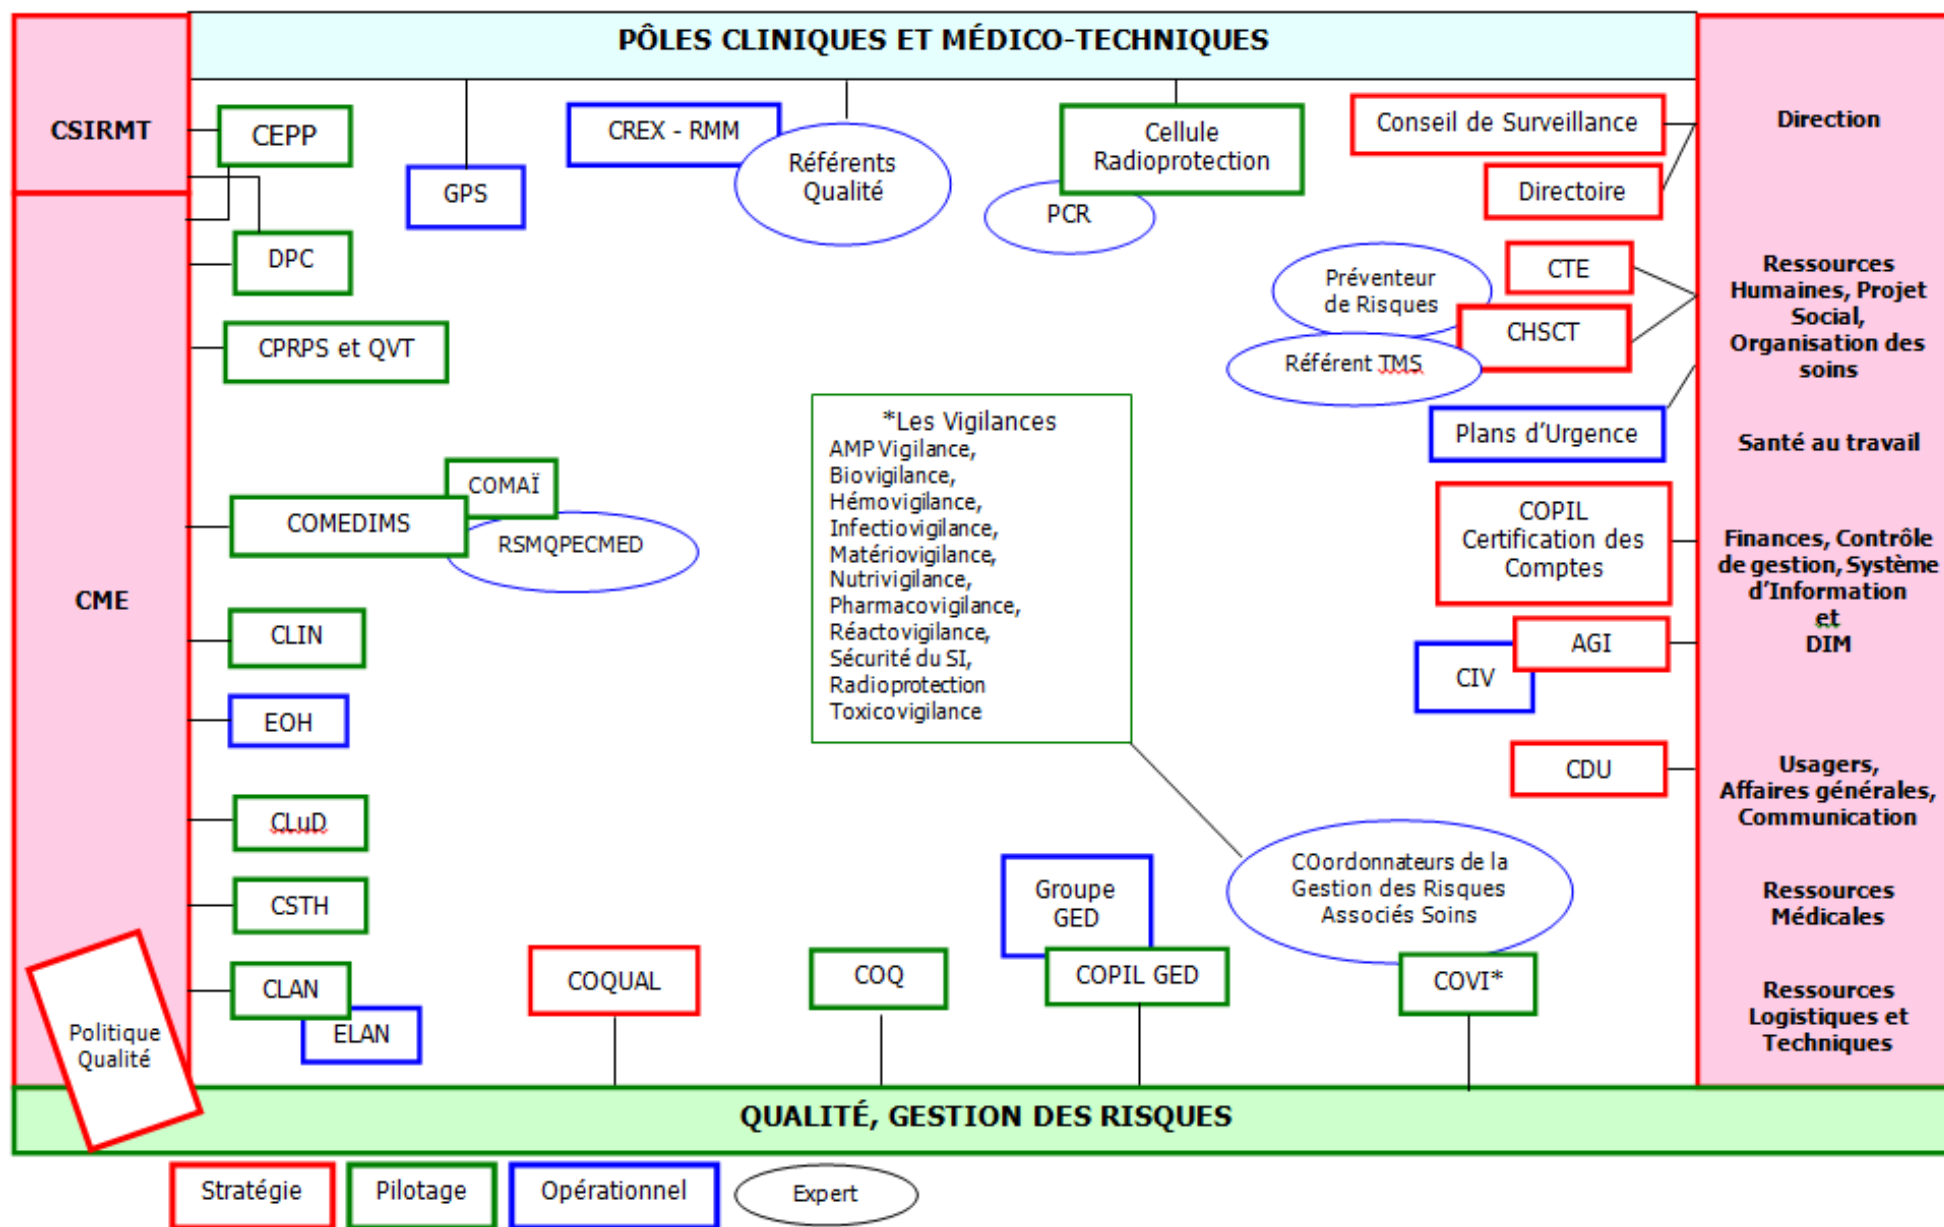 PÔLES CLINIQUES ET MÉDICO-TECHNIQUES
CSIRMT
CME
Politique
Qualité
CEPP
DPC
CPRPS et QVT
COMAÏ
COMEDIMS
RSMQPECMED
CLIN
EOH
CLuD
CSTH
CLAN
ELAN
GPS
CREX - RMM
Référents
Qualité
Cellule
Radioprotection
PCR
*Les Vigilances
AMP Vigilance,
Biovigilance,
Hémovigilance,
Infectiovigilance,
Matériovigilance,
Nutrivigilance,
Pharmacovigilance,
Réactovigilance,
Sécurité du SI,
Radioprotection
Toxicovigilance
Conseil de Surveillance
Directoire
CTE
Préventeur
de Risques
CHSCT
Référent TMS
Plans d'Urgence
COPIL
Certification des
Comptes
AGI
CIV
CDU
COordonnateurs de la
Gestion des Risques
Associés Soins
COQUAL
COQ
Groupe
GED
COPIL GED
COVI*
Direction
Ressources
Humaines, Projet
Social,
Organisation des
soins
Santé au travail
Finances, Contrôle
de gestion, Système
d'Information
et
DIM
Usagers,
Affaires générales,
Communication
Ressources
Médicales
Ressources
Logistiques et
Techniques
QUALITÉ, GESTION DES RISQUES
Stratégie
Pilotage
Opérationnel
Expert